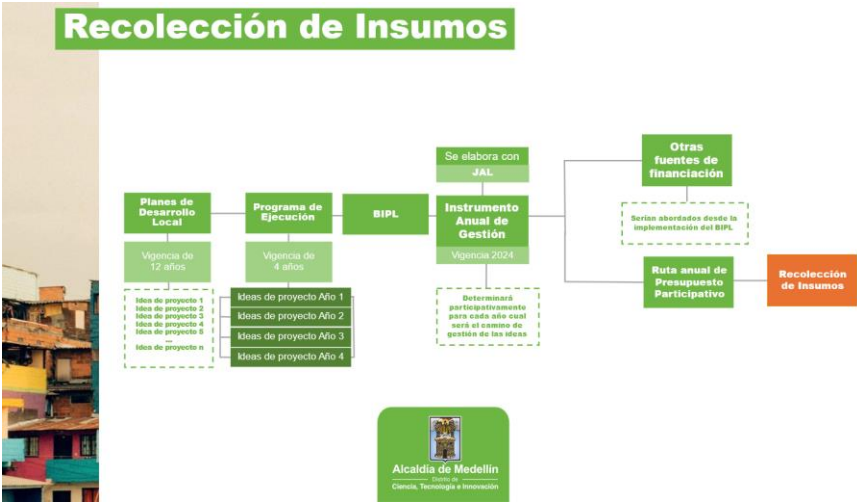 Recolección de Insumos
Planes de
Desarrollo
Local
Vigencia de
12 años
Idea de proyecto 1
Idea de proyecto 2
Idea de proyecto 3
Idea de proyecto 4
Idea de proyecto 5
...
Idea de proyecto n
Programa de
Ejecución
Vigencia de
4 años
Ideas de proyecto Año 1
Ideas de proyecto Año 2
Ideas de proyecto Año 3
Ideas de proyecto Año 4
BIPL
Se elabora con
JAL
Instrumento
Anual de
Gestión
Vigencia 2024
Determinará
participativamente
para cada año cual
será el camino de
gestión de las ideas
Otras
fuentes de
financiación
Serían abordados desde la
implementación del BIPL
Ruta anual de
Presupuesto
Participativo
Recolección
de Insumos
Alcaldía de Medellín
Distrito de
Ciencia, Tecnología e Innovación